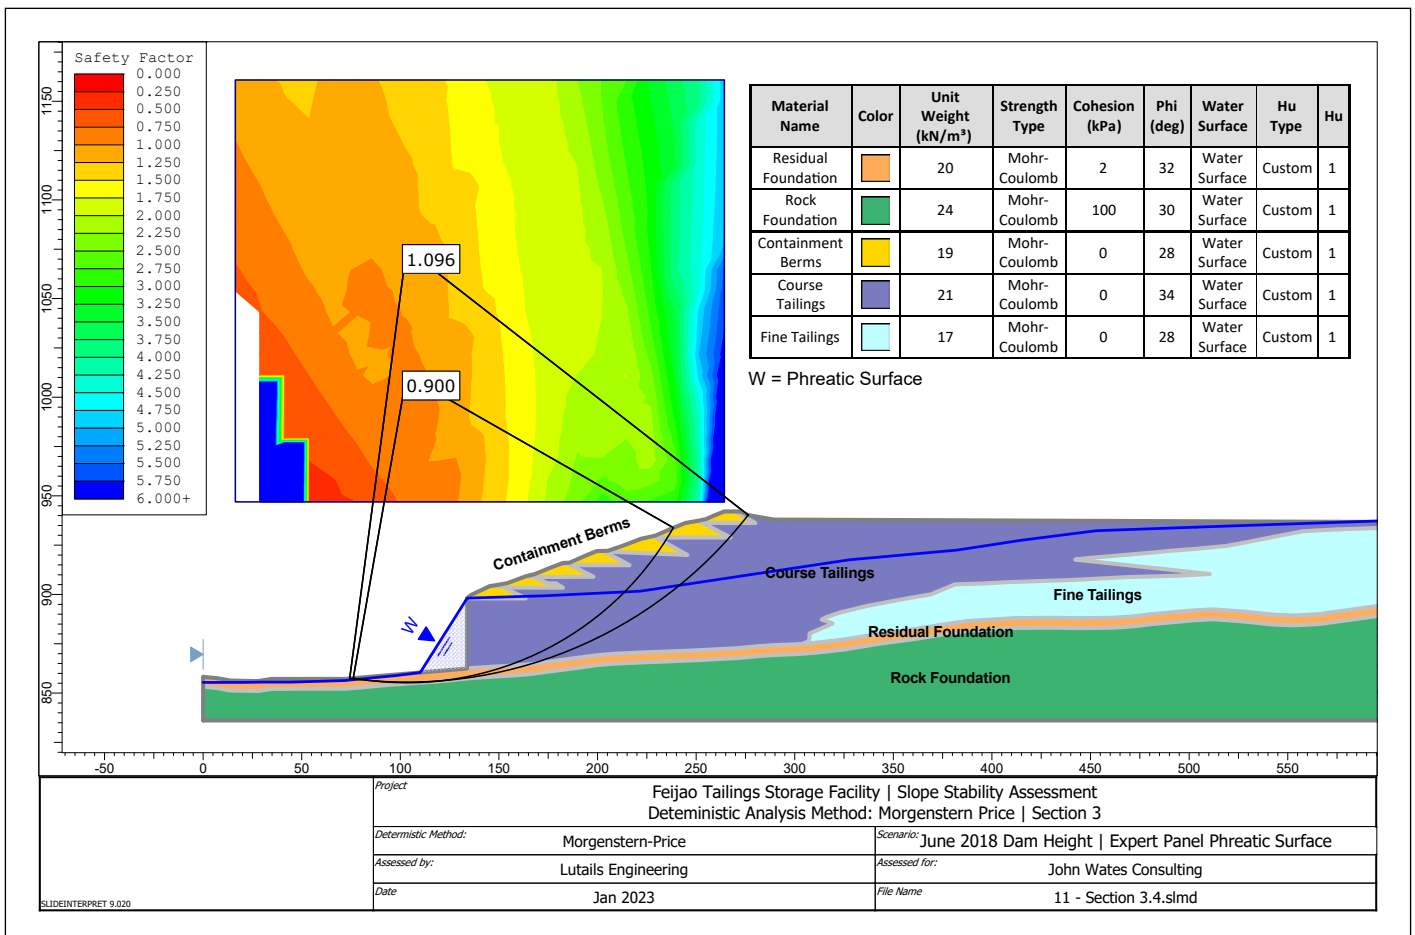 Safety Factor
0.000
0.250
0.500
0.750
1.000
1.250
1.500
1.750
2.000
2.250
2.500
2.750
3.000
3.250
3.500
3.750
4.000
4.250
4.500
4.750
5.000
5.250
5.500
5.750
6.000+
1150
1100
1050
1000
950
900
850
1.096
0.900
Material Name Color Unit Weight (kN/m³) Strength Type Cohesion (kPa) Phi (deg) Water Surface Hu Type Hu
Residual Foundation 20 Mohr-Coulomb 2 32 Water Surface Custom 1
Rock Foundation 24 Mohr-Coulomb 100 30 Water Surface Custom 1
Containment Berms 19 Mohr-Coulomb 0 28 Water Surface Custom 1
Course Tailings 21 Mohr-Coulomb 0 34 Water Surface Custom 1
Fine Tailings 17 Mohr-Coulomb 0 28 Water Surface Custom 1
W = Phreatic Surface
Containment Berms
Course Tailings
Fine Tailings
W
Residual Foundation
Rock Foundation
-50 0 50 100 150 200 250 300 350 400 450 500 550
Project
Feijao Tailings Storage Facility | Slope Stability Assessment
Deteministic Analysis Method: Morgenstern Price | Section 3
Determistic Method: Morgenstern-Price
Scenario: June 2018 Dam Height | Expert Panel Phreatic Surface
Assessed by: Lutails Engineering
Assessed for: John Wates Consulting
Date Jan 2023
File Name 11 - Section 3.4.slmd
SLIDEINTERPRET 9.020